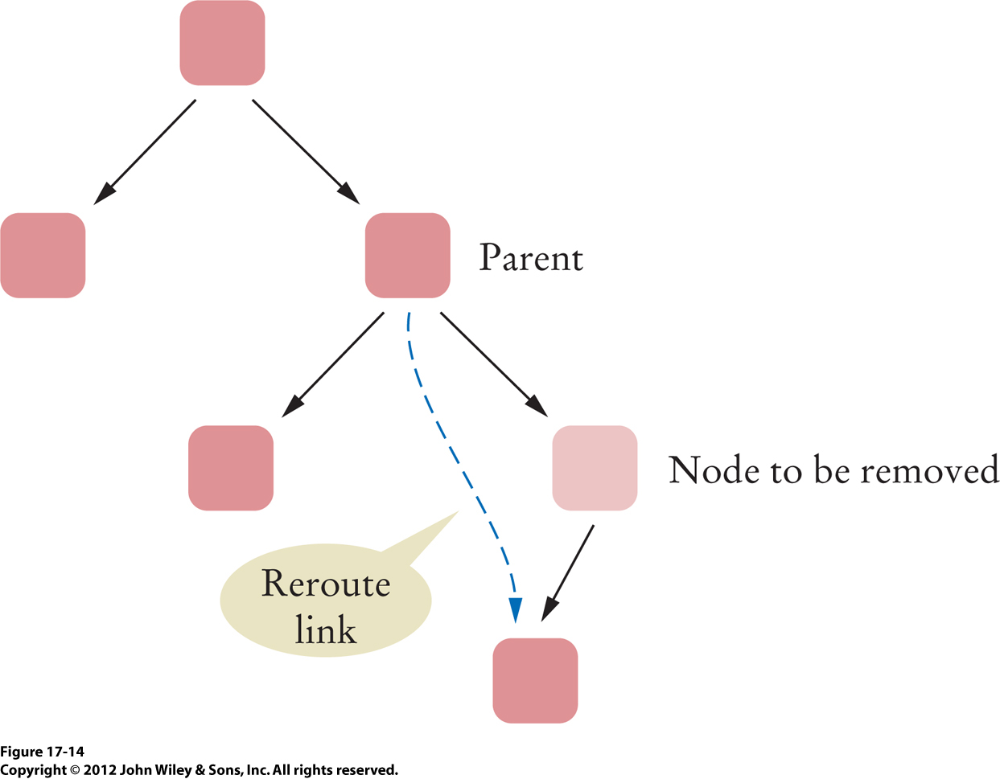 Parent
Node to be removed
Reroute
link
Figure 17-14
Copyright © 2012 John Wiley & Sons, Inc. All rights reserved.